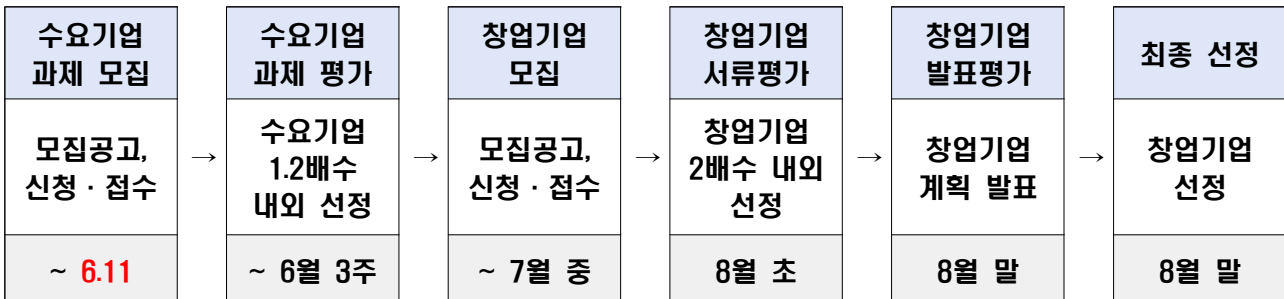 수요기업
과제 모집
모집공고,
신청·접수
~ 6.11
→
수요기업
과제 평가
수요기업
1.2배수
내외 선정
~ 6월 3주
→
창업기업
모집
모집공고,
신청·접수
~ 7월 중
→
창업기업
서류평가
창업기업
2배수 내외
선정
8월 초
→
창업기업
발표평가
창업기업
계획 발표
8월 말
→
최종 선정
창업기업
선정
8월 말